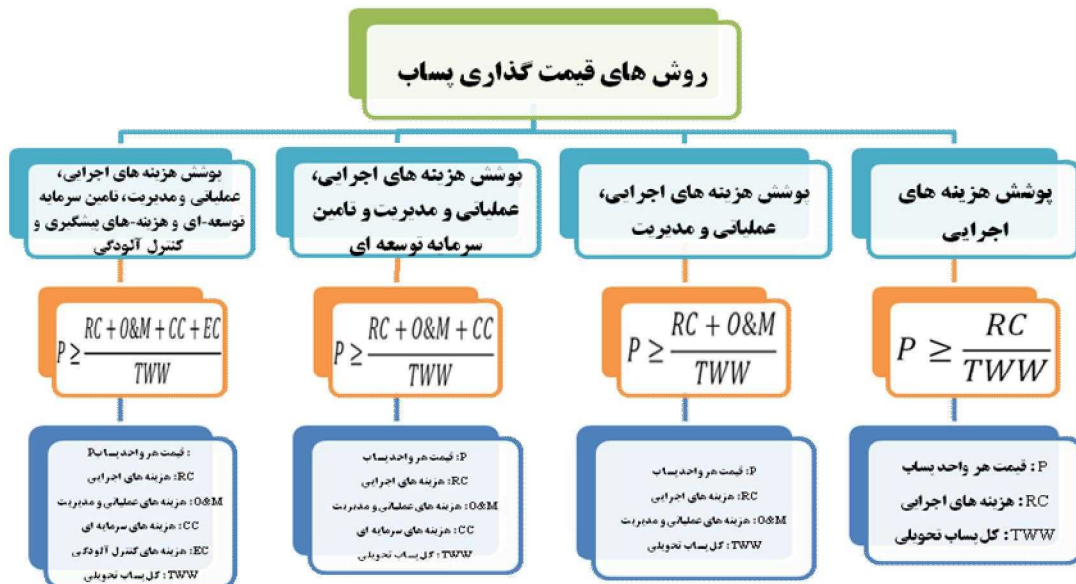 روش های قیمت گذاری پساب
پوشش هزینه های
اجرایی
پوشش هزینه های اجرایی،
عملیاتی و مدیریت
پوشش هزینه های اجرایی،
عملیاتی و مدیریت و تامین
سرمایه توسعه ای
پوشش هزینه های اجرایی،
عملیاتی و مدیریت، تامین سرمایه
توسعه-ای و هزینه-های پیشگیری و
کنترل آلودگی
P ≥ RC / TWW
P ≥ RC + O&M / TWW
P ≥ RC + O&M + CC / TWW
P ≥ RC + O&M + CC + EC / TWW
P: قیمت هر واحد پساب
RC: هزینه های اجرایی
TWW: کل پساب تحویلی
P: قیمت هر واحد پساب
RC: هزینه های اجرایی
O&M: هزینه های عملیاتی و مدیریت
TWW: کل پساب تحویلی
P: قیمت هر واحد پساب
RC: هزینه های اجرایی
O&M: هزینه های عملیاتی و مدیریت
CC: هزینه های سرمایه ای
TWW: کل پساب تحویلی
: قیمت هر واحد پسابP
RC: هزینه های اجرایی
O&M: هزینه های عملیاتی و مدیریت
CC: هزینه های سرمایه ای
EC: هزینه های کنترل آلودگی
TWW: کل پساب تحویلی